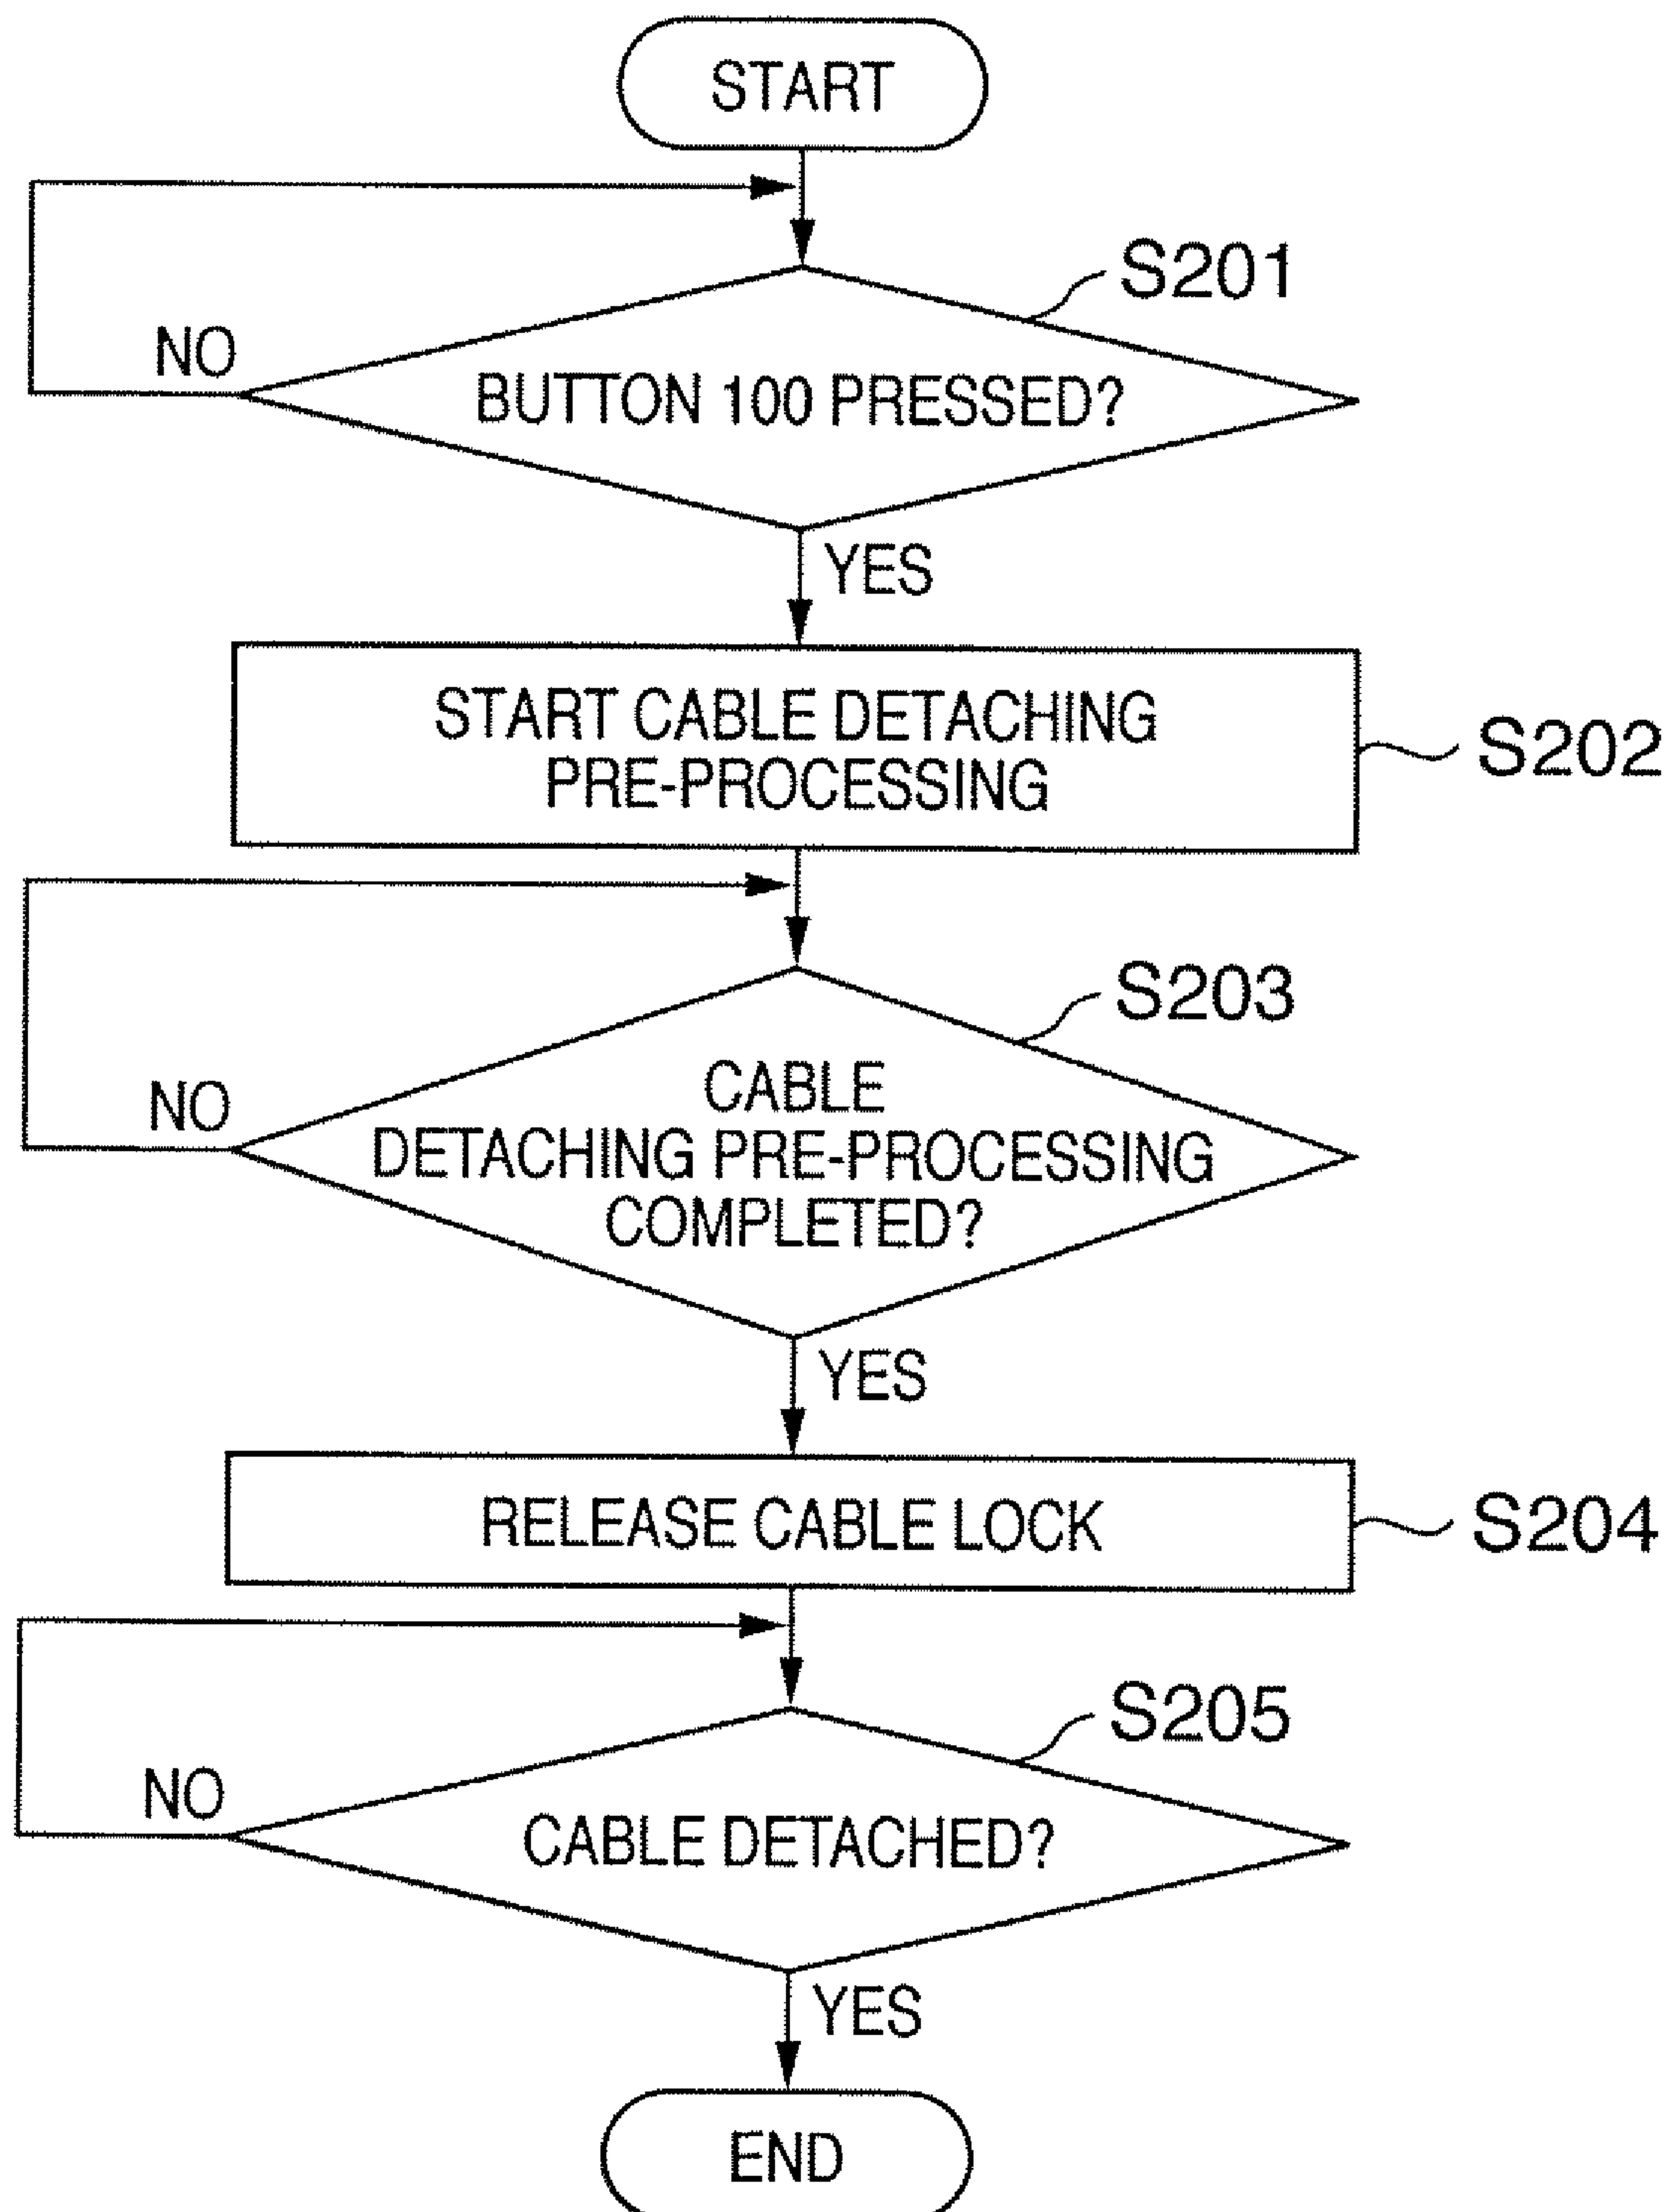 START
S201
NO
BUTTON 100 PRESSED?
YES
START CABLE DETACHING
PRE-PROCESSING
S202
S203
NO
CABLE
DETACHING PRE-PROCESSING
COMPLETED?
YES
RELEASE CABLE LOCK
S204
S205
NO
CABLE DETACHED?
YES
END